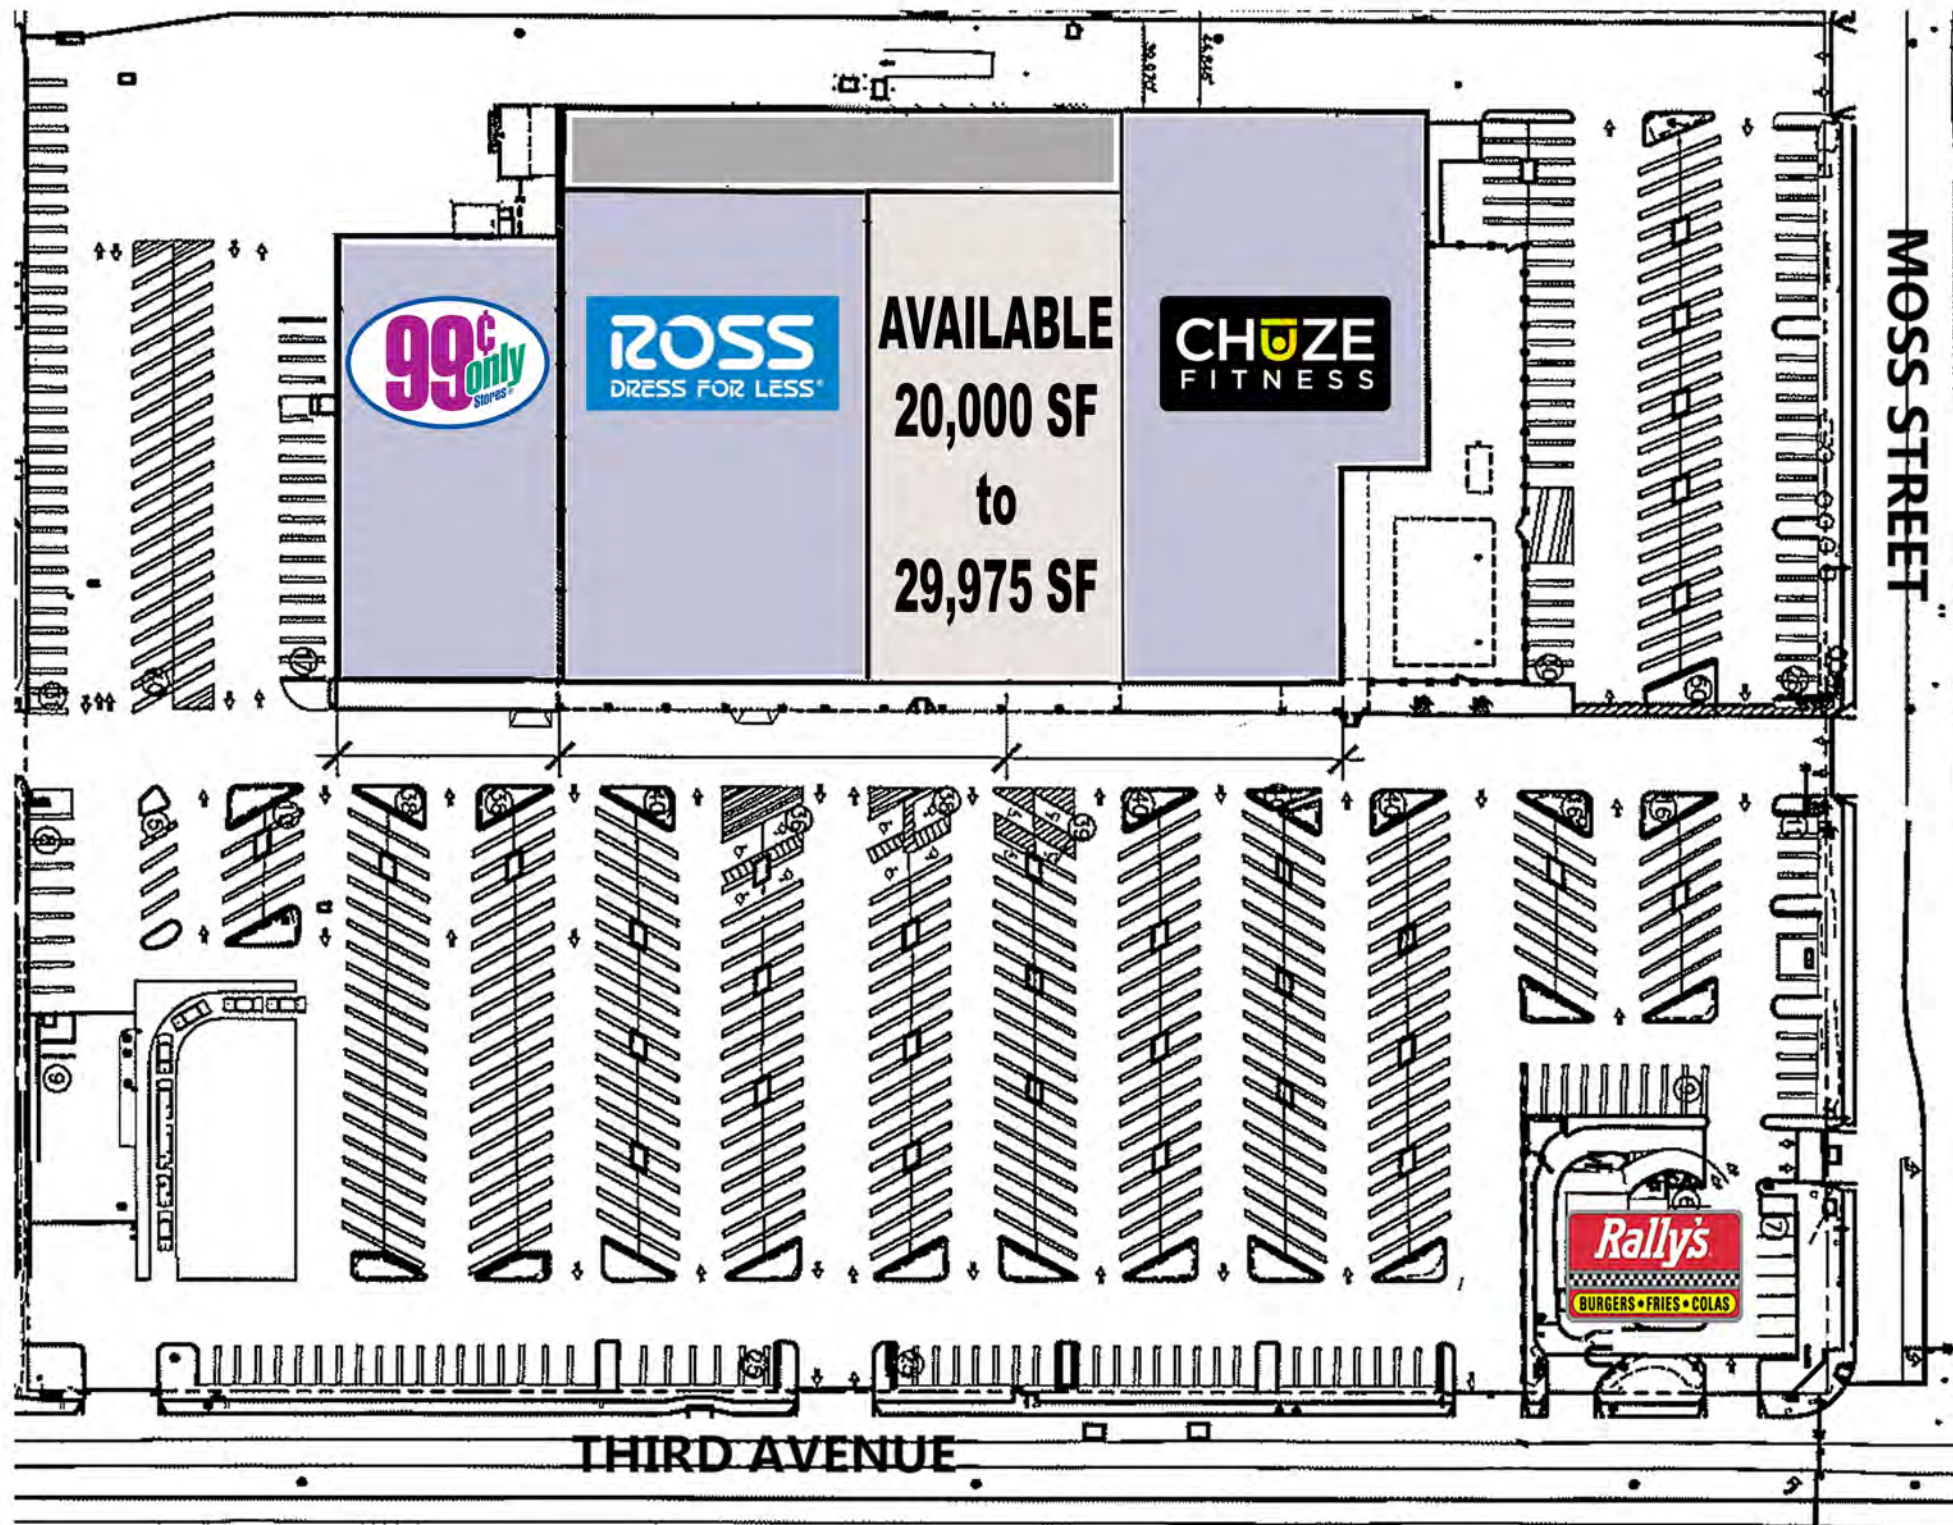 99¢
only
Stores
ROSS
DRESS FOR LESS®
AVAILABLE
20,000 SF
to
29,975 SF
CHUZE
FITNESS
MOSS STREET
Rally's
BURGERS • FRIES • COLAS
THIRD AVENUE